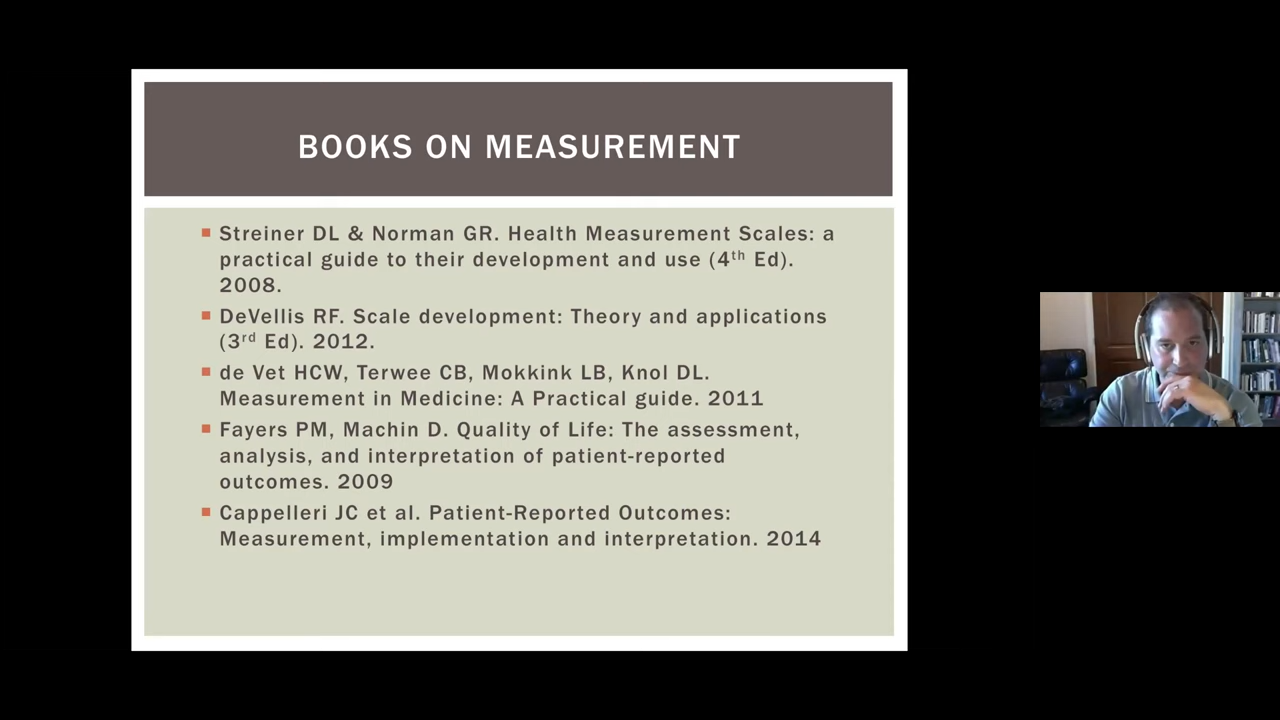 BOOKS ON MEASUREMENT
Streiner DL & Norman GR. Health Measurement Scales: a
practical guide to their development and use (4th Ed).
2008.
DeVellis RF. Scale development: Theory and applications
(3rd Ed). 2012.
de Vet HCW, Terwee CB, Mokkink LB, Knol DL.
Measurement in Medicine: A Practical guide. 2011
Fayers PM, Machin D. Quality of Life: The assessment,
analysis, and interpretation of patient-reported
outcomes. 2009
Cappelleri JC et al. Patient-Reported Outcomes:
Measurement, implementation and interpretation. 2014